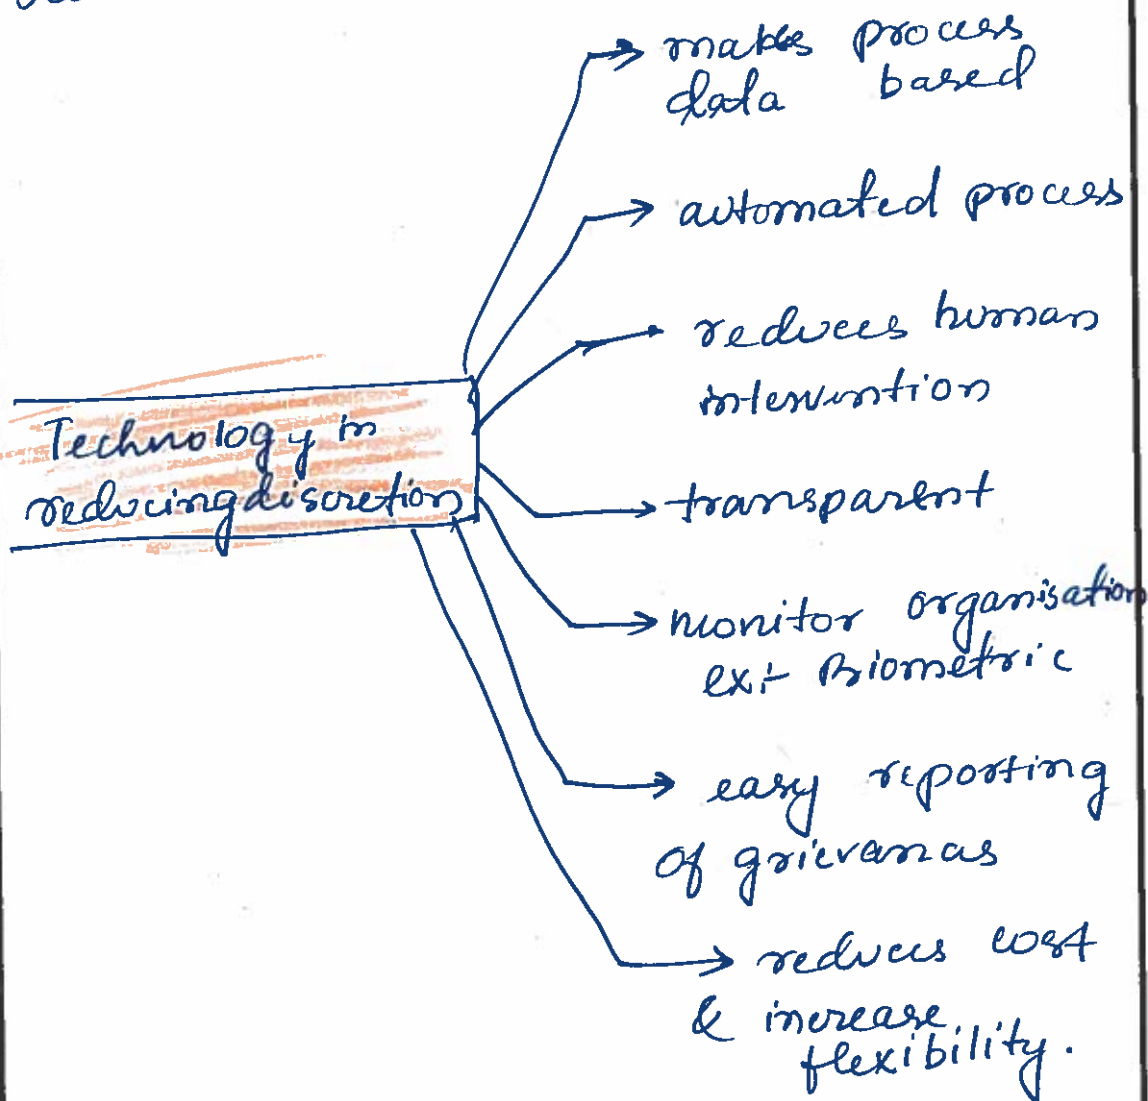 makes process
data based
automated process
reduces human
intervention
Technology in
reducing discretion
transparent
monitor organisation
ex:- Biometric
easy reporting
of grievances
reduces cost
& increase
flexibility.